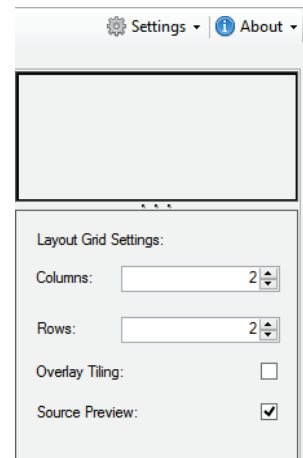 Settings About
Layout Grid Settings:
Columns: 2
Rows: 2
Overlay Tiling:
Source Preview: